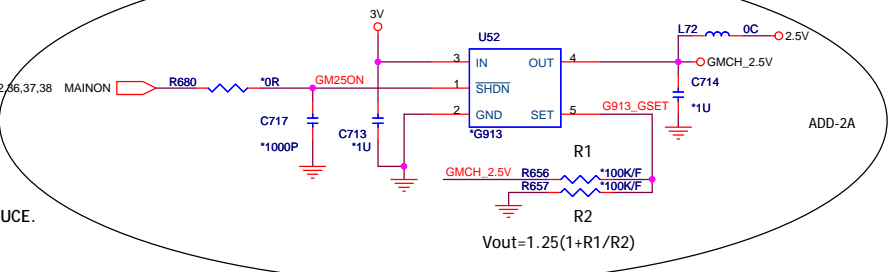 3V
U52
L72 0C
2.5V
3 IN OUT 4
GMCH_2.5V
2,36,37,38 MAINON R680 *0R GM25ON 1 SHDN
C714
C717 C713 2 GND SET 5 G913_GSET
*1U
*1000P *1U *G913
ADD-2A
R1
GMCH_2.5V R656 *100K/F
R657 *100K/F
UCE.
R2
Vout=1.25(1+R1/R2)